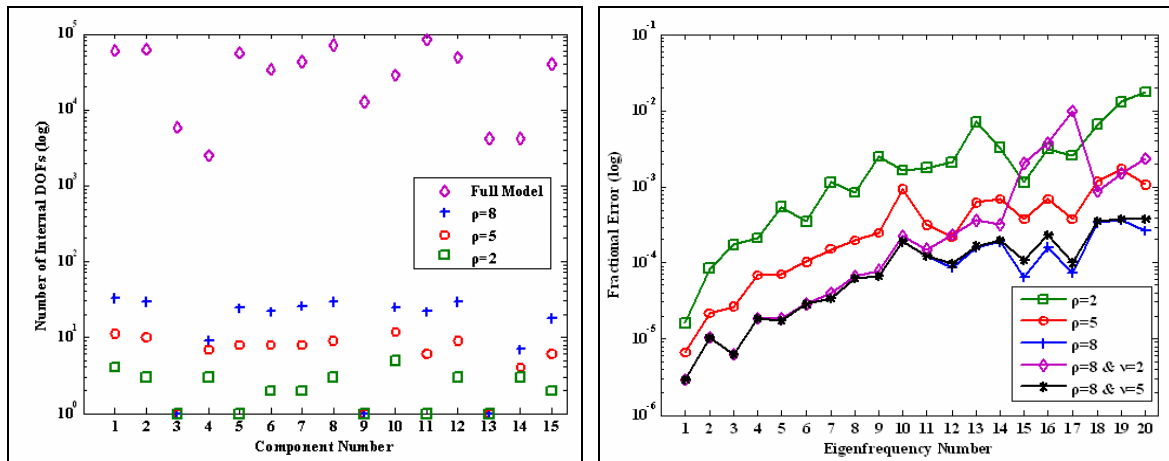 Number of Internal DOFs (log)
10^5
10^4
10^3
10^2
10^1
10^0
Full Model
ρ=8
ρ=5
ρ=2
1 2 3 4 5 6 7 8 9 10 11 12 13 14 15
Component Number
Fractional Error (log)
10^-1
10^-2
10^-3
10^-4
10^-5
10^-6
ρ=2
ρ=5
ρ=8
ρ=8 & ν=2
ρ=8 & ν=5
1 2 3 4 5 6 7 8 9 10 11 12 13 14 15 16 17 18 19 20
Eigenfrequency Number